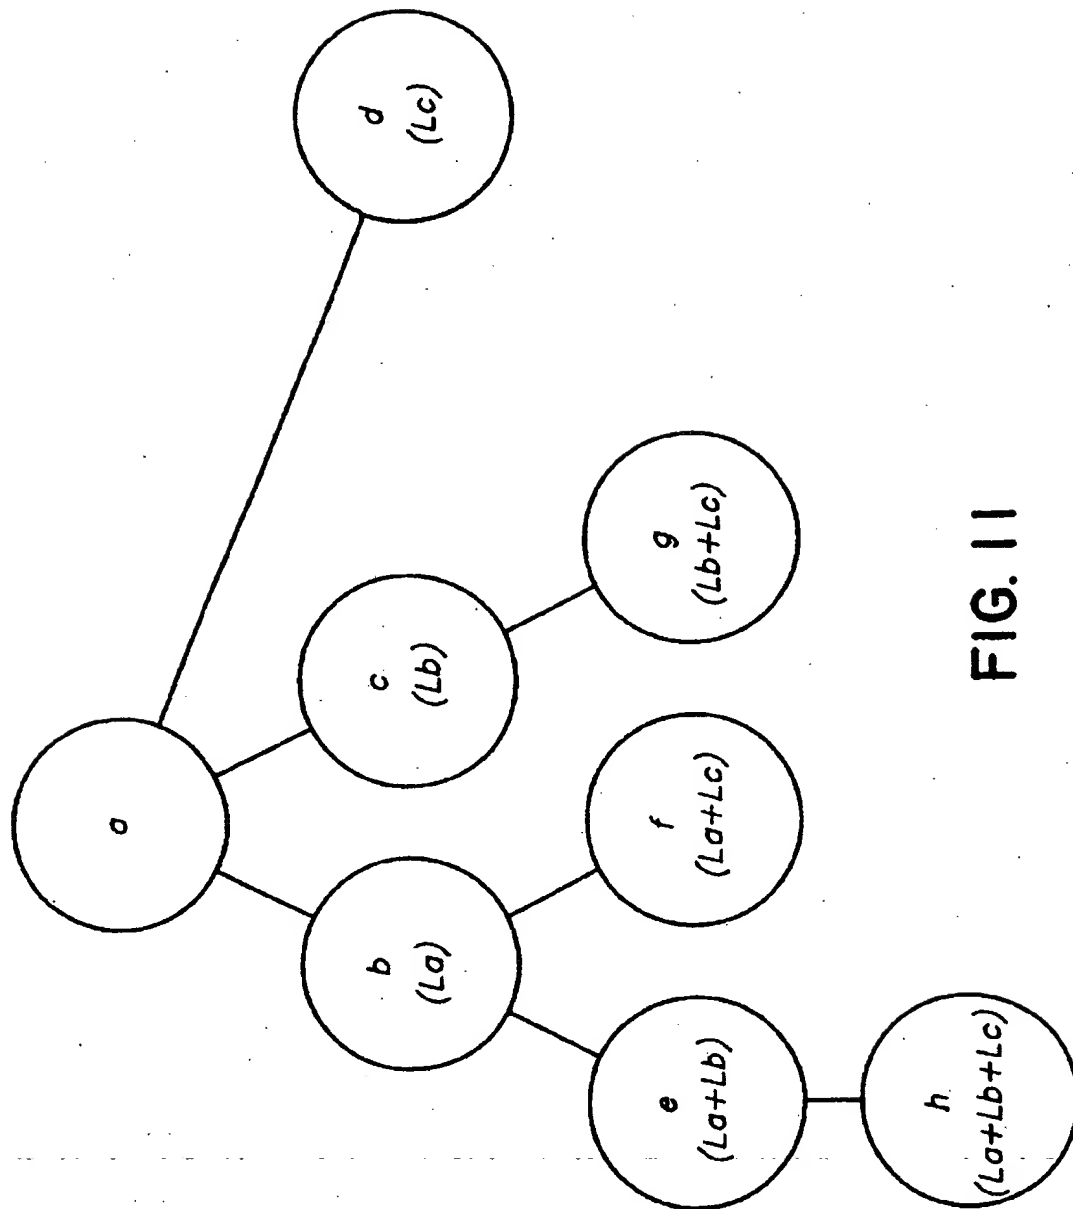 a
b
(La)
c
(Lb)
d
(Lc)
e
(La+Lb)
f
(La+Lc)
g
(Lb+Lc)
h
(La+Lb+Lc)
FIG. 11